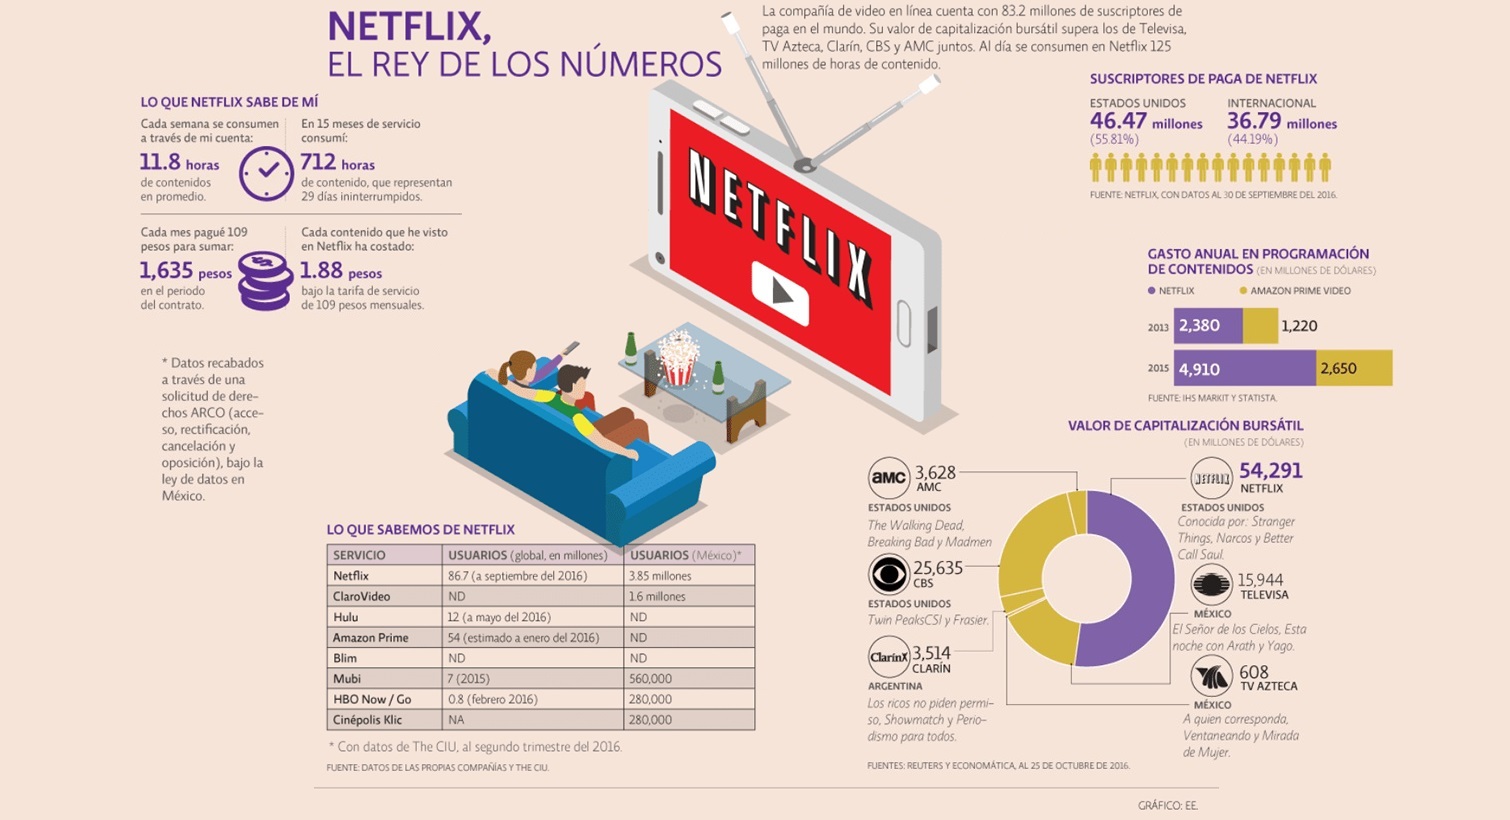 NETFLIX,
EL REY DE LOS NÚMEROS
La compañía de video en línea cuenta con 83.2 millones de suscriptores de
paga en el mundo. Su valor de capitalización bursátil supera los de Televisa,
TV Azteca, Clarín, CBS y AMC juntos. Al día se consumen en Netflix 125
millones de horas de contenido.
LO QUE NETFLIX SABE DE MÍ
Cada semana se consumen
a través de mi cuenta:
11.8 horas
de contenidos
en promedio.
En 15 meses de servicio
consumí:
712 horas
de contenido, que representan
29 días ininterrumpidos.
Cada mes pagué 109
pesos para sumar:
1,635 pesos
en el periodo
del contrato.
Cada contenido que he visto
en Netflix ha costado:
1.88 pesos
bajo la tarifa de servicio
de 109 pesos mensuales.
* Datos recabados
a través de una
solicitud de dere-
chos ARCO (acce-
so, rectificación,
cancelación y
oposición), bajo la
ley de datos en
México.
NETFLIX
SUSCRIPTORES DE PAGA DE NETFLIX
ESTADOS UNIDOS
46.47 millones
(55.81%)
INTERNACIONAL
36.79 millones
(44.19%)
FUENTE: NETFLIX, CON DATOS AL 30 DE SEPTIEMBRE DEL 2016.
GASTO ANUAL EN PROGRAMACIÓN
DE CONTENIDOS (EN MILLONES DE DÓLARES)
NETFLIX AMAZON PRIME VIDEO
2013 2,380 1,220
2015 4,910 2,650
FUENTE: IHS MARKIT Y STATISTA.
LO QUE SABEMOS DE NETFLIX
SERVICIO USUARIOS (global, en millones) USUARIOS (México)*
Netflix 86.7 (a septiembre del 2016) 3.85 millones
ClaroVideo ND 1.6 millones
Hulu 12 (a mayo del 2016) ND
Amazon Prime 54 (estimado a enero del 2016) ND
Blim ND ND
Mubi 7 (2015) 560,000
HBO Now / Go 0.8 (febrero 2016) 280,000
Cinépolis Klic NA 280,000
* Con datos de The CIU, al segundo trimestre del 2016.
FUENTE: DATOS DE LAS PROPIAS COMPAÑÍAS Y THE CIU.
VALOR DE CAPITALIZACIÓN BURSÁTIL
(EN MILLONES DE DÓLARES)
aMC
3,628
AMC
ESTADOS UNIDOS
The Walking Dead,
Breaking Bad y Madmen
25,635
CBS
ESTADOS UNIDOS
Twin PeaksCSI y Frasier.
ClarínX
3,514
CLARÍN
ARGENTINA
Los ricos no piden permi-
so, Showmatch y Perio-
dismo para todos.
NETFLIX
54,291
NETFLIX
ESTADOS UNIDOS
Conocida por: Stranger
Things, Narcos y Better
Call Saul.
15,944
TELEVISA
MÉXICO
El Señor de los Cielos, Esta
noche con Arath y Yago.
608
TV AZTECA
MÉXICO
A quien corresponda,
Ventaneando y Mirada
de Mujer.
FUENTES: REUTERS Y ECONOMÁTICA, AL 25 DE OCTUBRE DE 2016.
GRÁFICO: EE.